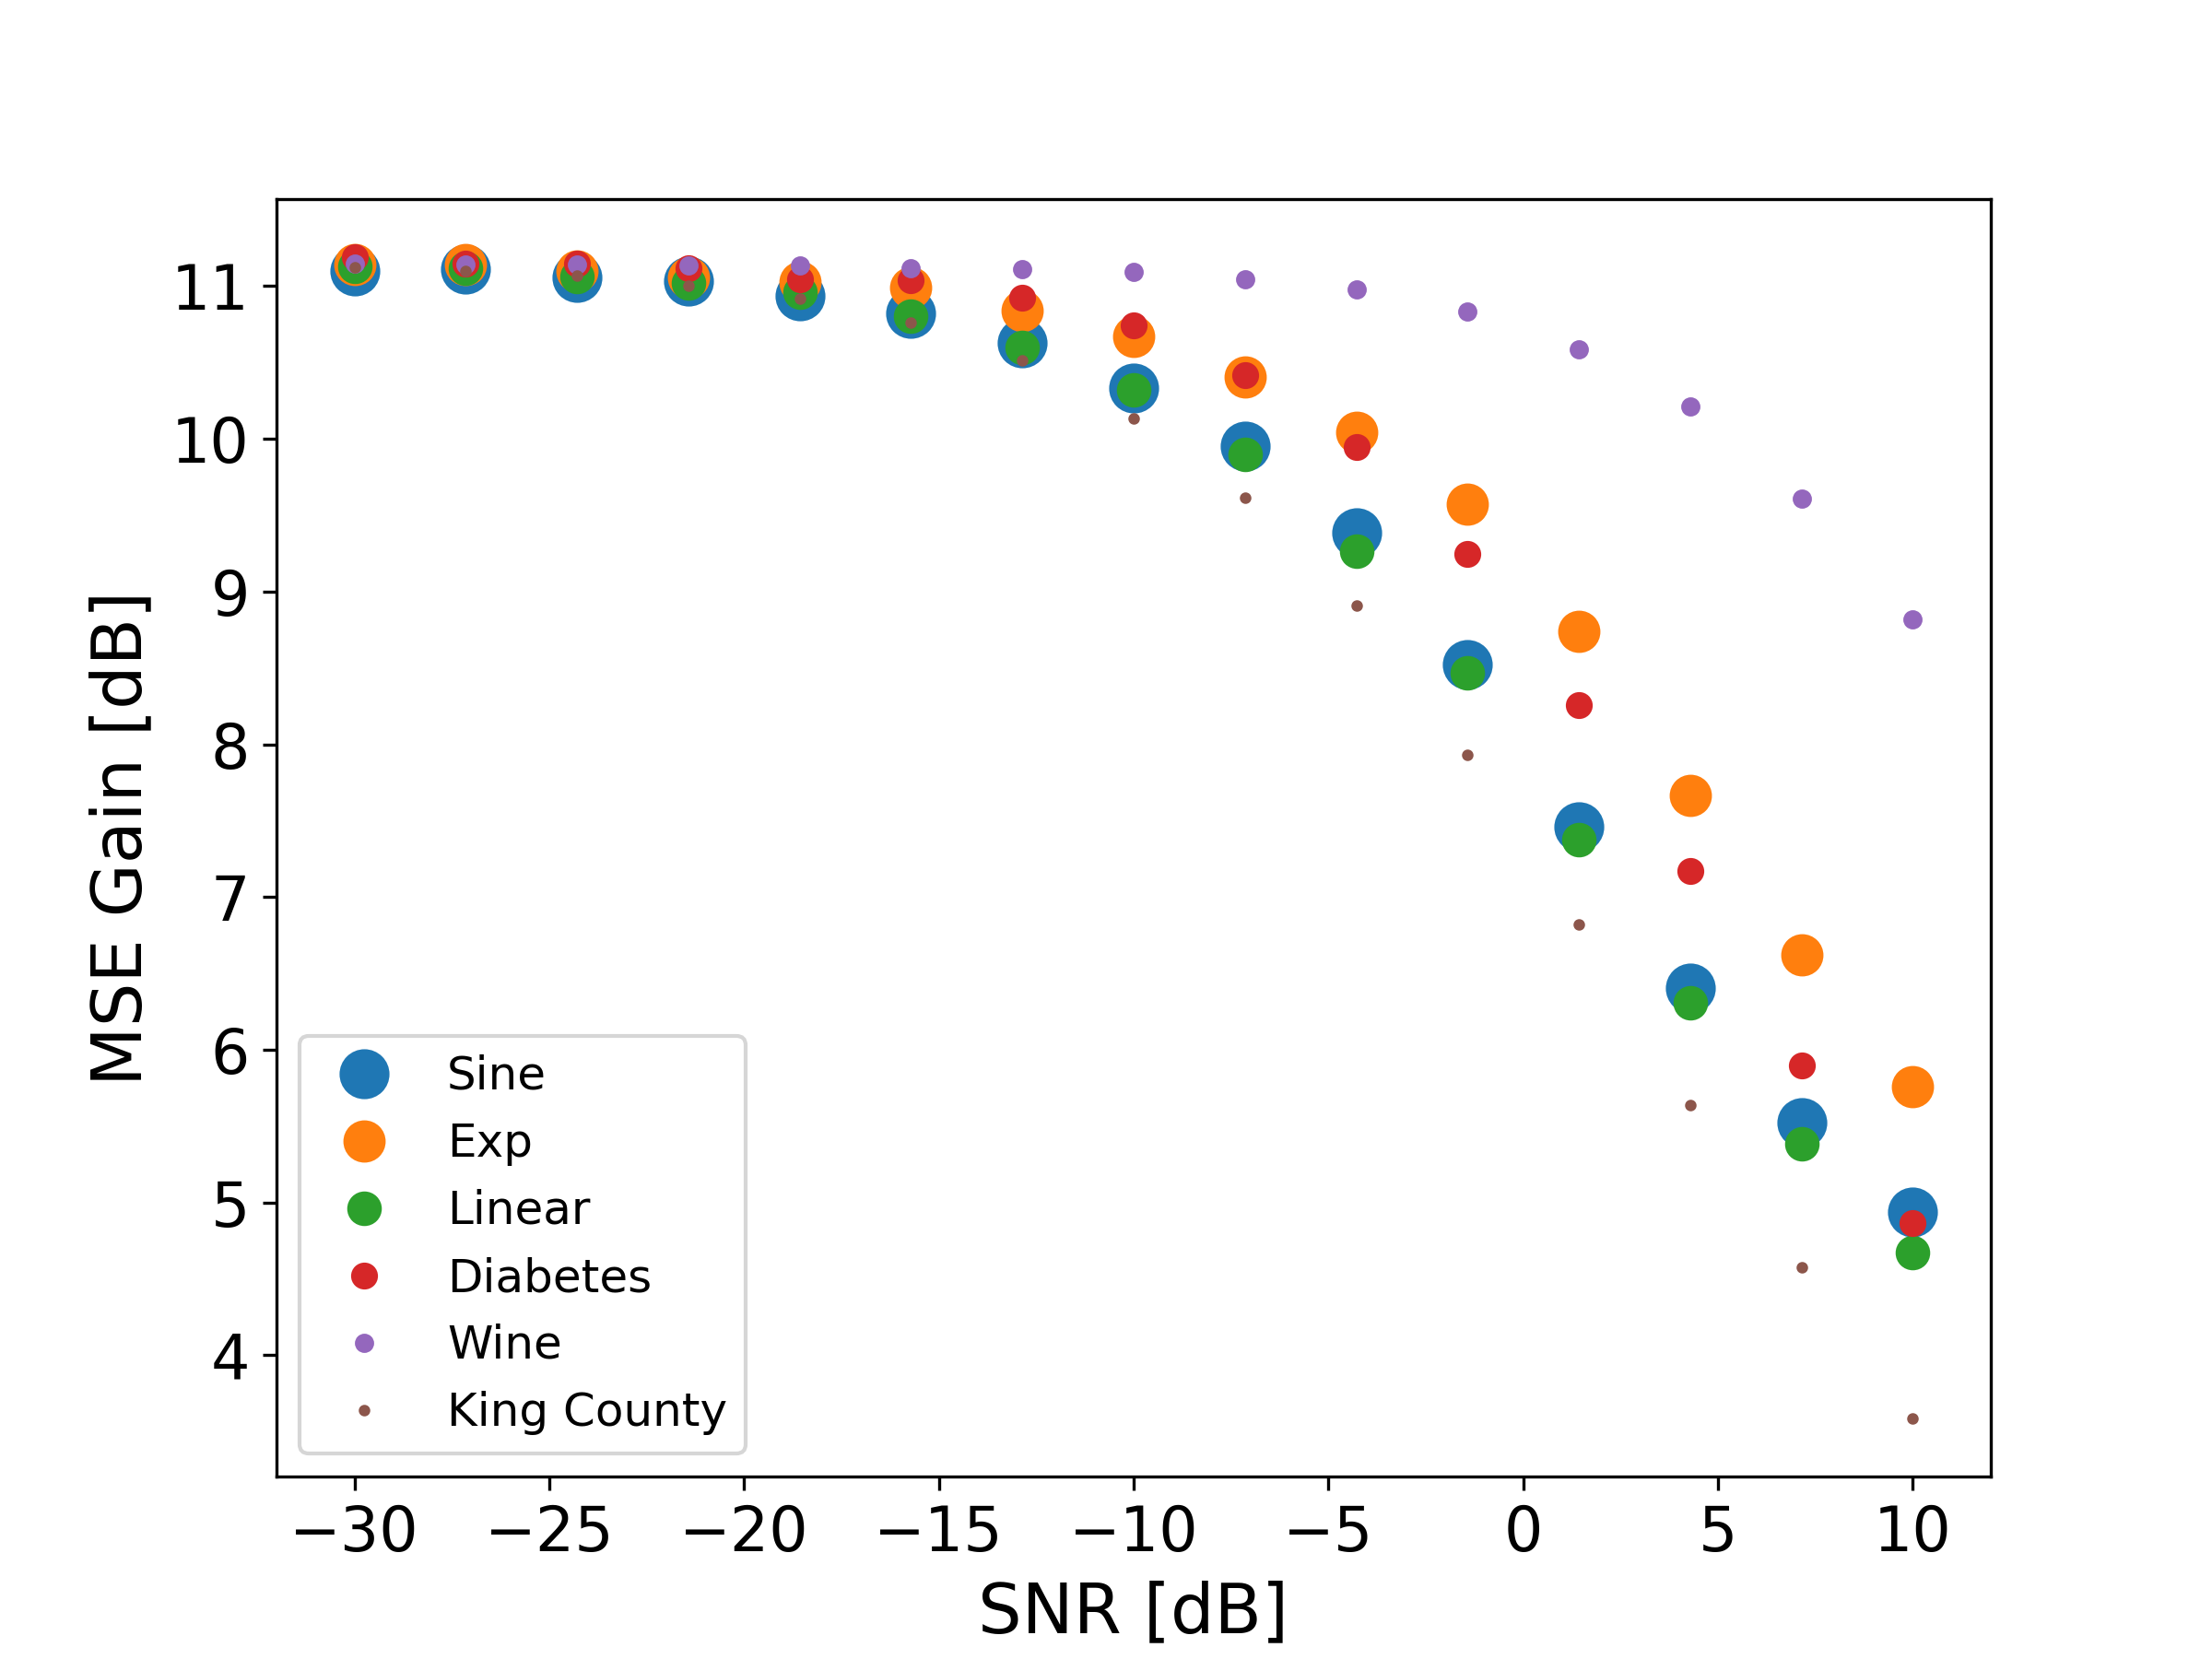 11
10
9
8
7
6
5
4
MSE Gain [dB]
Sine
Exp
Linear
Diabetes
Wine
King County
−30 −25 −20 −15 −10 −5 0 5 10
SNR [dB]